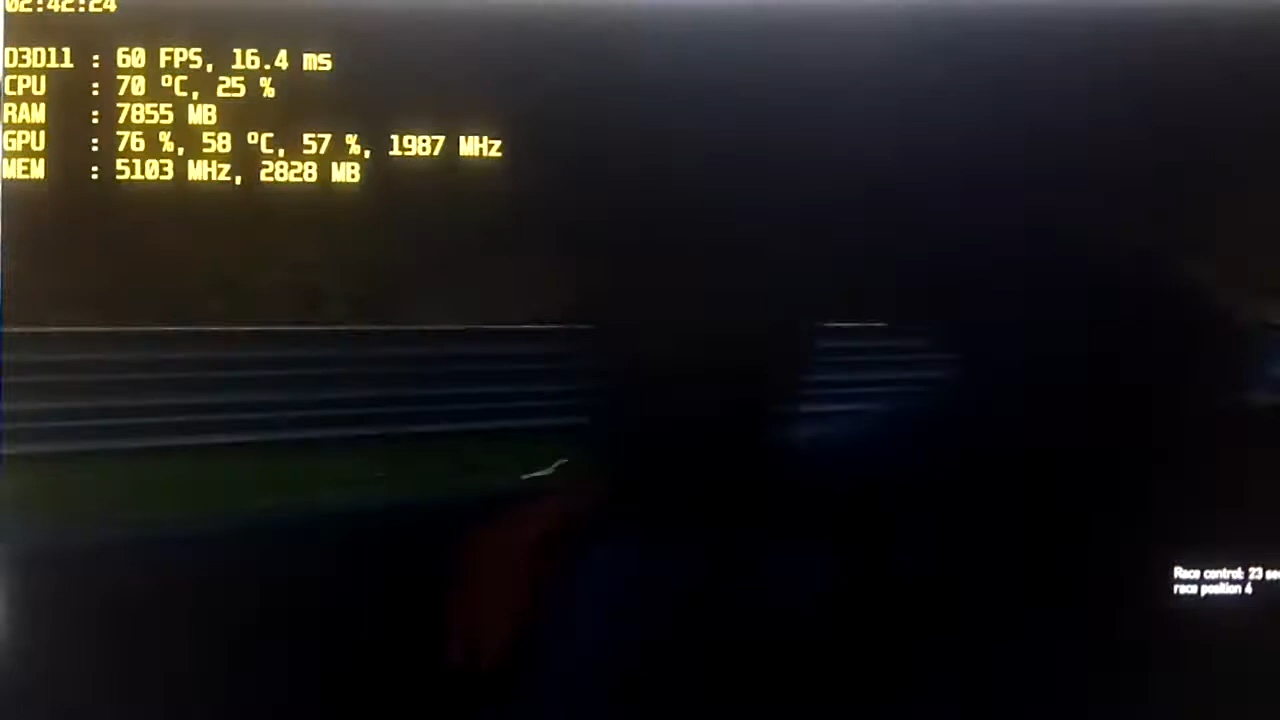 02:42:24
D3D11 : 60 FPS, 16.4 ms
CPU : 70 °C, 25 %
RAM : 7855 MB
GPU : 76 %, 58 °C, 57 %, 1987 MHz
MEM : 5103 MHz, 2828 MB
Race control: 23
race position 4